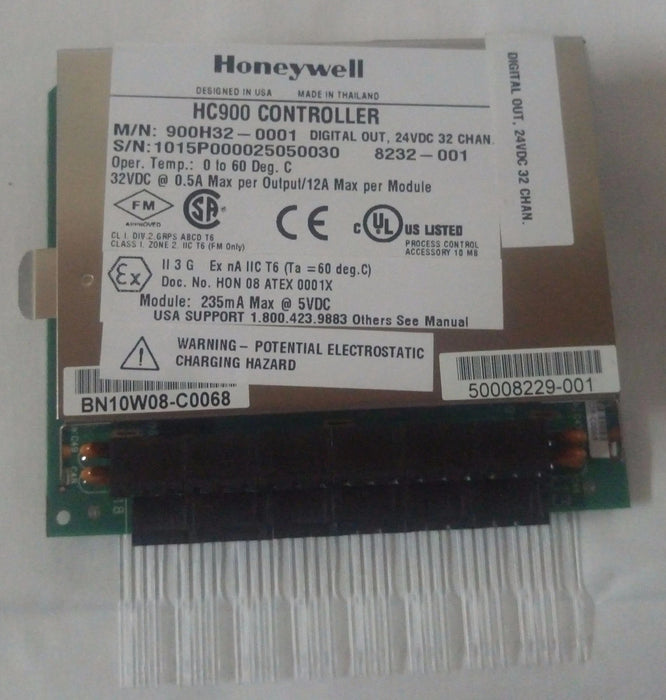 Honeywell
DESIGNED IN USA MADE IN THAILAND
HC900 CONTROLLER
M/N: 900H32-0001 DIGITAL OUT, 24VDC 32 CHAN.
S/N:1015P000025050030 8232-001
Oper. Temp.: 0 to 60 Deg. C
32VDC @ 0.5A Max per Output/12A Max per Module
FM
APPROVED
SA
CE
c UL US LISTED
PROCESS CONTROL
ACCESSORY 10 MB
CL I, DIV.2,GRPS ABCD T6
CLASS I, ZONE 2, IIC T6 (FM Only)
Ex
II 3 G Ex nA IIC T6 (Ta =60 deg.C)
Doc. No. HON 08 ATEX 0001X
Module: 235mA Max @ 5VDC
USA SUPPORT 1.800.423.9883 Others See Manual
WARNING- POTENTIAL ELECTROSTATIC
CHARGING HAZARD
BN10W08-C0068
50008229-001
DIGITAL OUT, 24VDC 32 CHAN.